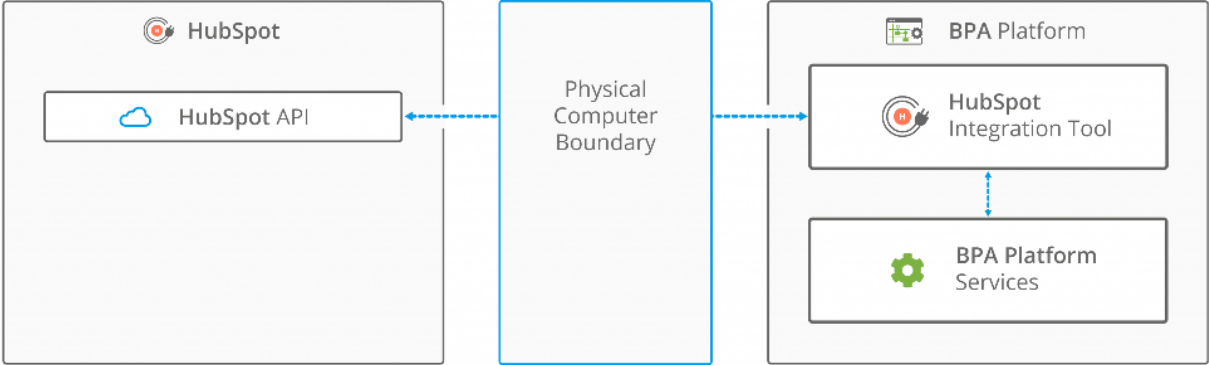 HubSpot
HubSpot API
Physical
Computer
Boundary
BPA Platform
H
HubSpot
Integration Tool
BPA Platform
Services